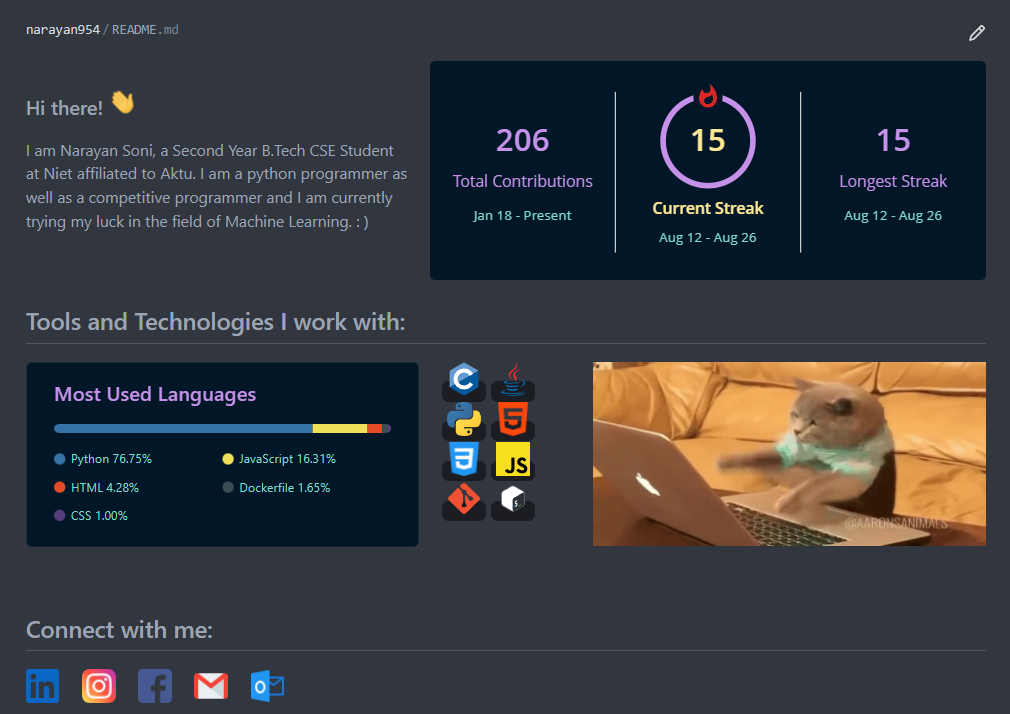 narayan954 / README.md
Hi there!
I am Narayan Soni, a Second Year B.Tech CSE Student
at Niet affiliated to Aktu. I am a python programmer as
well as a competitive programmer and I am currently
trying my luck in the field of Machine Learning. : )
206
Total Contributions
Jan 18 - Present
15
Current Streak
Aug 12 - Aug 26
15
Longest Streak
Aug 12 - Aug 26
Tools and Technologies I work with:
Most Used Languages
Python 76.75%
JavaScript 16.31%
HTML 4.28%
Dockerfile 1.65%
CSS 1.00%
C
5
3
JS
$_
@AARONSANIMALS
Connect with me:
in
f
o